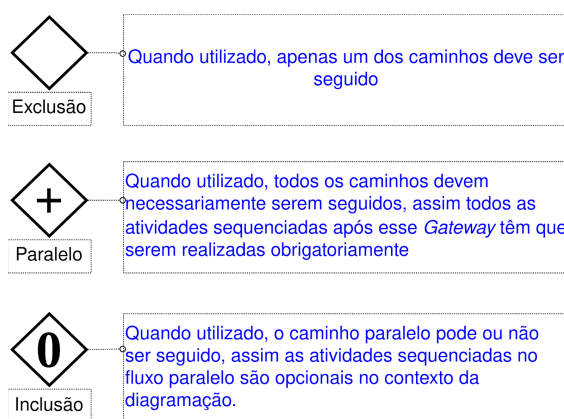 Quando utilizado, apenas um dos caminhos deve ser
seguido
Exclusão
Quando utilizado, todos os caminhos devem
necessariamente serem seguidos, assim todos as
atividades sequenciadas após esse Gateway têm que
serem realizadas obrigatoriamente
+
Paralelo
Quando utilizado, o caminho paralelo pode ou não
ser seguido, assim as atividades sequenciadas no
fluxo paralelo são opcionais no contexto da
diagramação.
0
Inclusão